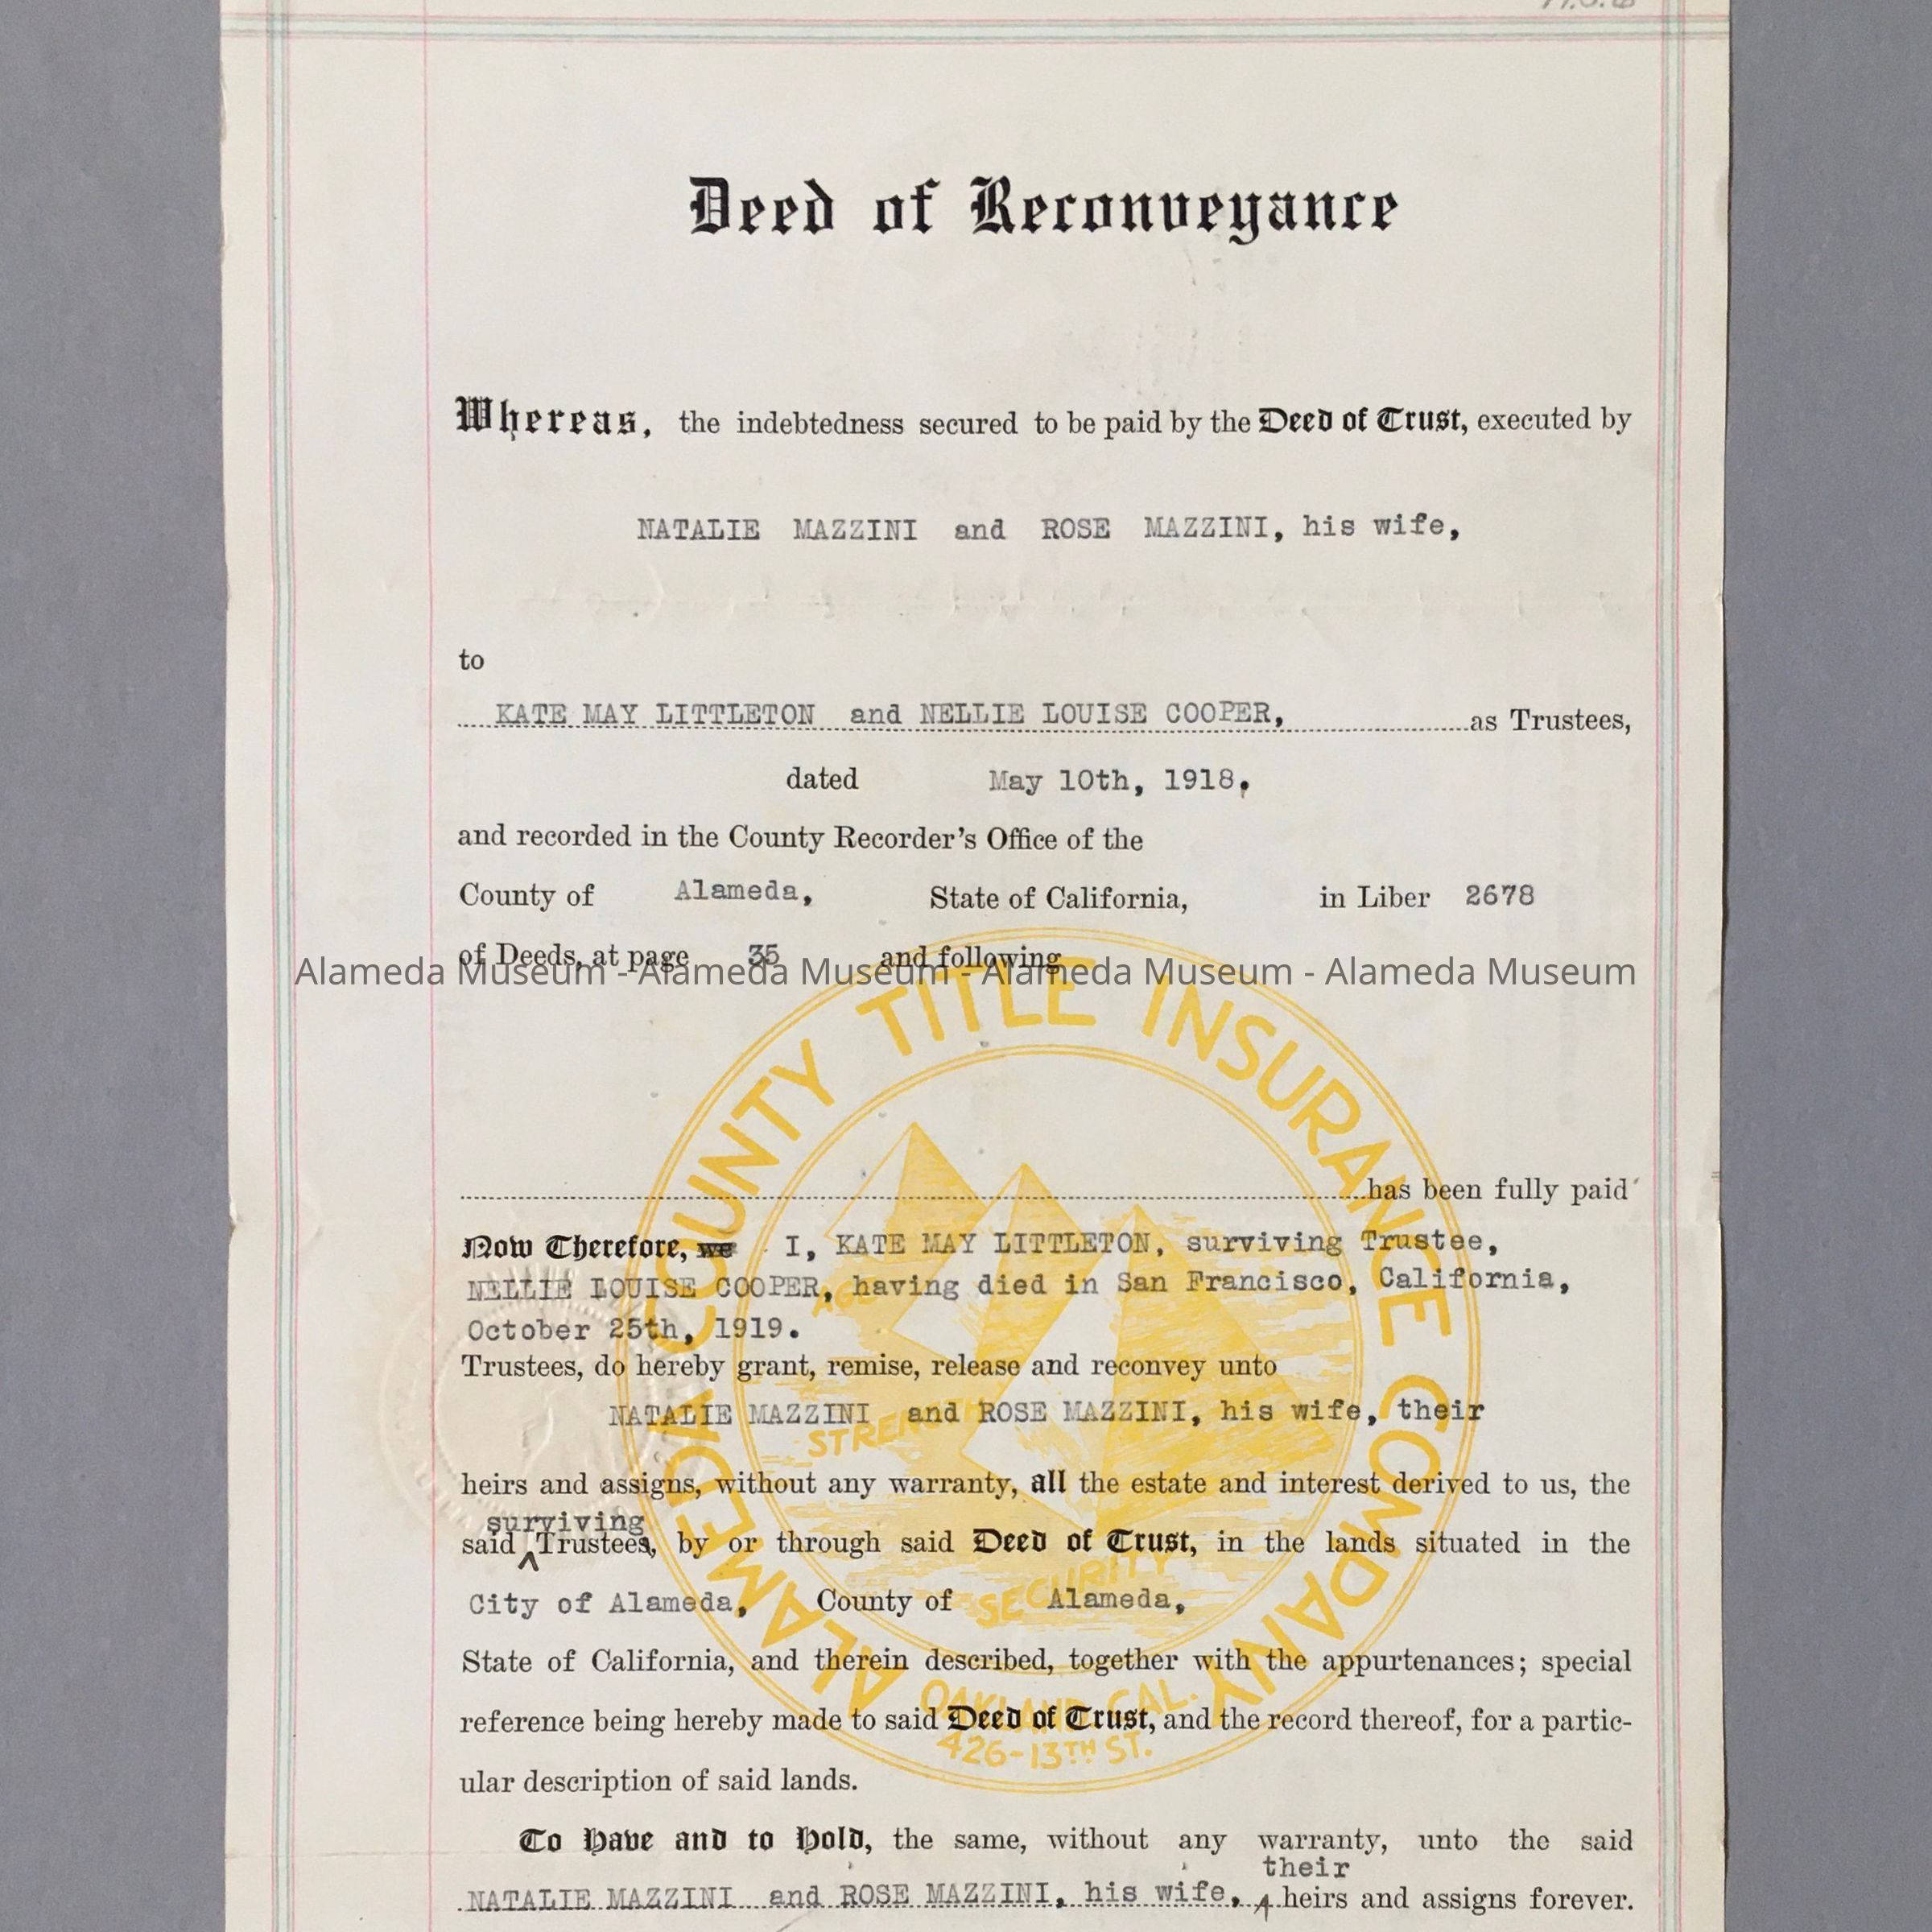 Deed of Reconveyance
Whereas, the indebtedness secured to be paid by the Deed of Trust, executed by
NATALIE MAZZINI and ROSE MAZZINI, his wife,
to
KATE MAY LITTLETON and NELLIE LOUISE COOPER, as Trustees,
dated May 10th, 1918,
and recorded in the County Recorder's Office of the
County of Alameda, State of California, in Liber 2678
of Deeds, at page 35 and following
Alameda Museum - Alameda Museum - Alameda Museum - Alameda Museum
ALAMEDA COUNTY TITLE INSURANCE COMPANY
has been fully paid
Now Therefore, we I, KATE MAY LITTLETON, surviving Trustee,
NELLIE LOUISE COOPER, having died in San Francisco, California,
October 25th, 1919.
Trustees, do hereby grant, remise, release and reconvey unto
NATALIE MAZZINI and ROSE MAZZINI, his wife, their
STRENGTH
heirs and assigns, without any warranty, all the estate and interest derived to us, the
surviving
said Trustees, by or through said Deed of Trust, in the lands situated in the
SECURITY
City of Alameda, County of Alameda,
State of California, and therein described, together with the appurtenances; special
OAKLAND CAL.
reference being hereby made to said Deed of Trust, and the record thereof, for a partic-
426-13TH ST.
ular description of said lands.
To Have and to Hold, the same, without any warranty, unto the said
their
NATALIE MAZZINI and ROSE MAZZINI, his wife, heirs and assigns forever.